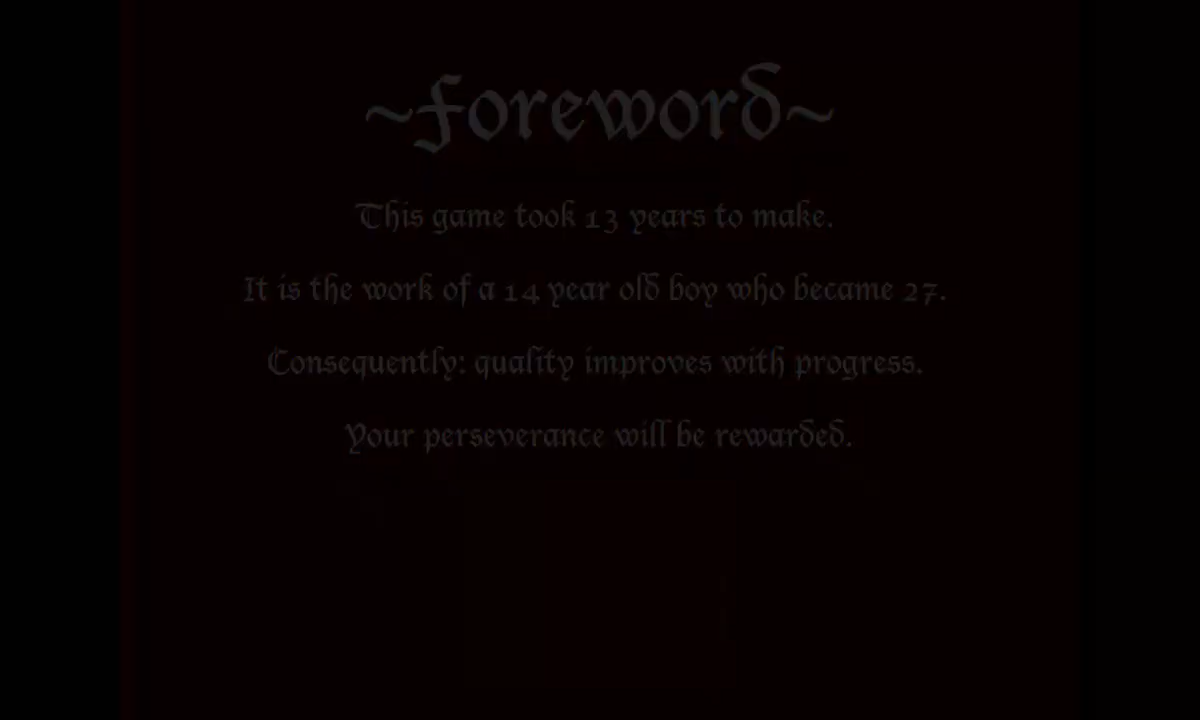 ~Foreword~
This game took 13 years to make.
It is the work of a 14 year old boy who became 27.
Consequently: quality improves with progress.
Your perseverance will be rewarded.